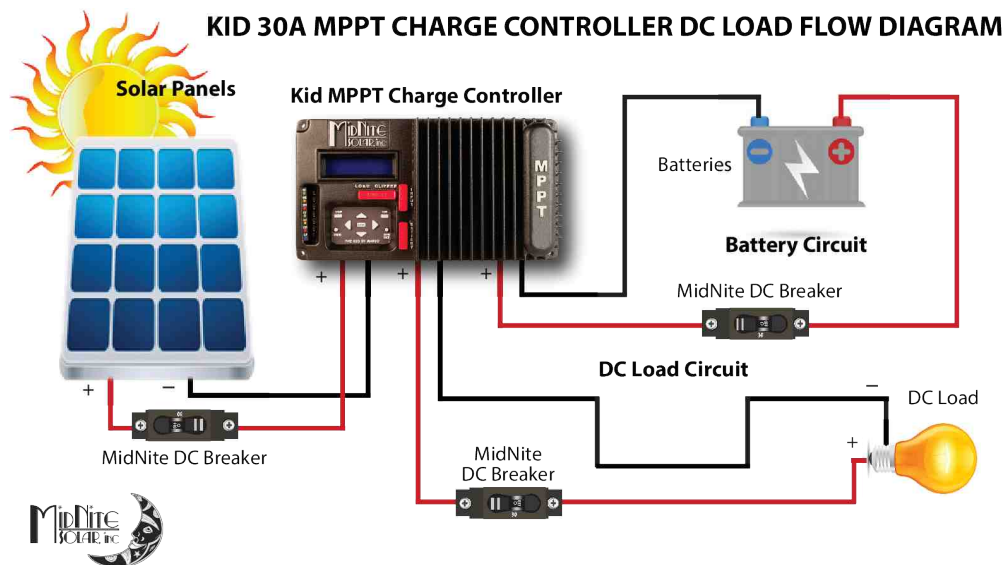 KID 30A MPPT CHARGE CONTROLLER DC LOAD FLOW DIAGRAM
Solar Panels
Kid MPPT Charge Controller
MIDNITE
SOLAR, inc
LOAD CLIPPER
MPPT
Batteries
Battery Circuit
+
+
+
MidNite DC Breaker
DC Load Circuit
+
−
−
DC Load
MidNite DC Breaker
+
MidNite
DC Breaker
MIDNITE
SOLAR, inc